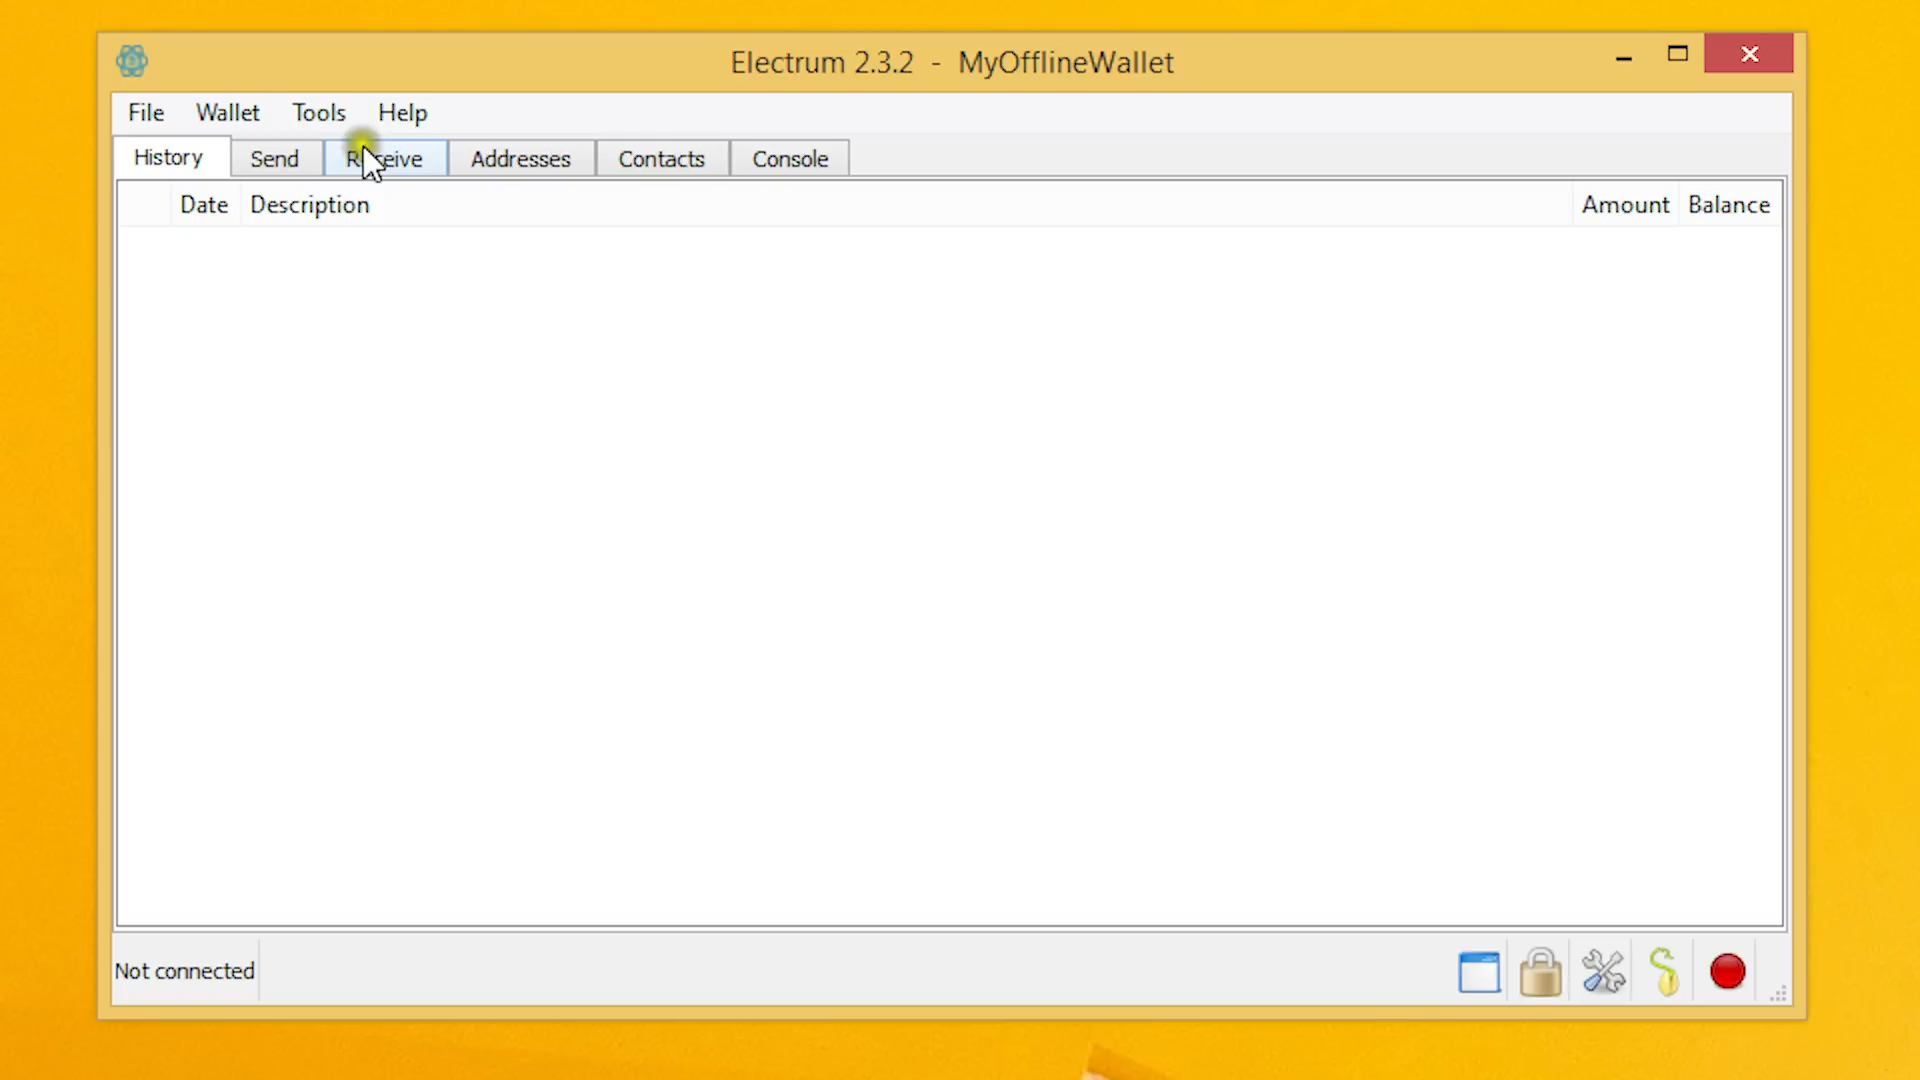 Electrum 2.3.2 - MyOfflineWallet
File Wallet Tools Help
History Send Receive Addresses Contacts Console
Date Description Amount Balance
Not connected